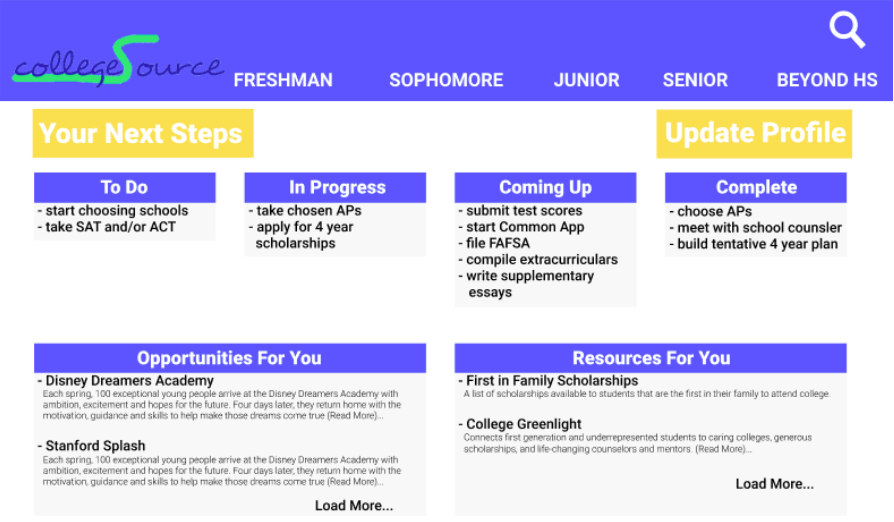 collegeSource
FRESHMAN SOPHOMORE JUNIOR SENIOR BEYOND HS
Your Next Steps
Update Profile
To Do
- start choosing schools
- take SAT and/or ACT
In Progress
- take chosen APs
- apply for 4 year
scholarships
Coming Up
- submit test scores
- start Common App
- file FAFSA
- compile extracurriculars
- write supplementary
essays
Complete
- choose APs
- meet with school counsler
- build tentative 4 year plan
Opportunities For You
- Disney Dreamers Academy
Each spring, 100 exceptional young people arrive at the Disney Dreamers Academy with
ambition, excitement and hopes for the future. Four days later, they return home with the
motivation, guidance and skills to help make those dreams come true (Read More)...
- Stanford Splash
Each spring, 100 exceptional young people arrive at the Disney Dreamers Academy with
ambition, excitement and hopes for the future. Four days later, they return home with the
motivation, guidance and skills to help make those dreams come true (Read More)...
Load More...
Resources For You
- First in Family Scholarships
A list of scholarships available to students that are the first in their family to attend college
- College Greenlight
Connects first generation and underrepresented students to caring colleges, generous
scholarships, and life-changing counselors and mentors. (Read More)...
Load More...